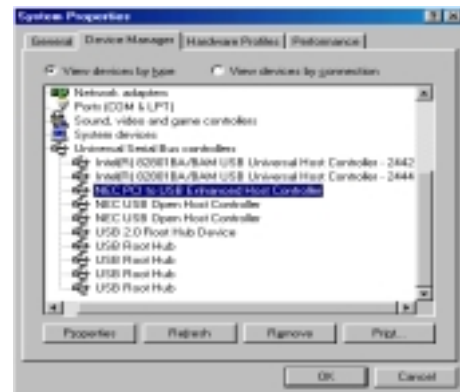 System Properties
General Device Manager Hardware Profiles Performance
View devices by type View devices by connection
Network adapters
Ports (COM & LPT)
Sound, video and game controllers
System devices
Universal Serial Bus controllers
Intel(R) 82801BA/BAM USB Universal Host Controller - 2442
Intel(R) 82801BA/BAM USB Universal Host Controller - 2444
NEC PCI to USB Enhanced Host Controller
NEC USB Open Host Controller
NEC USB Open Host Controller
USB 2.0 Root Hub Device
USB Root Hub
USB Root Hub
USB Root Hub
USB Root Hub
Properties Refresh Remove Print...
OK Cancel